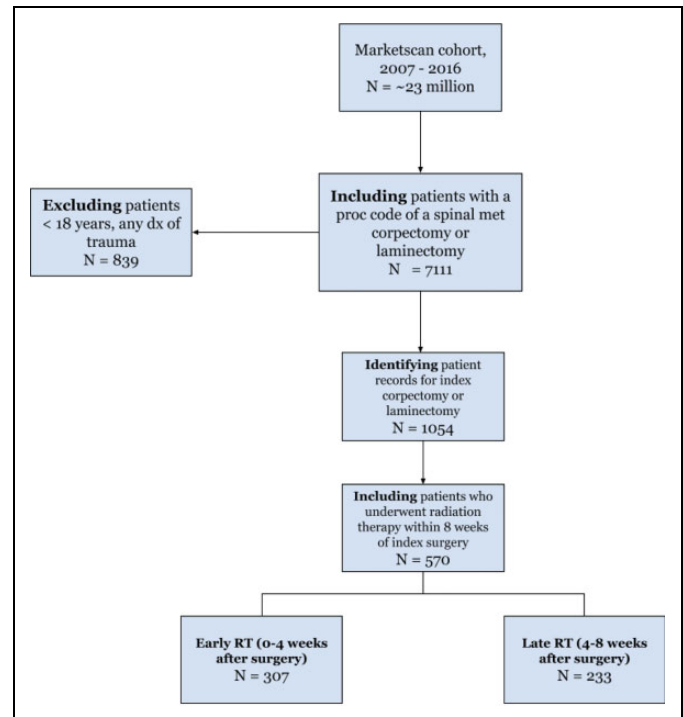 Marketscan cohort,
2007 - 2016
N = ~23 million
Including patients with a
proc code of a spinal met
corpectomy or
laminectomy
N = 7111
Excluding patients
< 18 years, any dx of
trauma
N = 839
Identifying patient
records for index
corpectomy or
laminectomy
N = 1054
Including patients who
underwent radiation
therapy within 8 weeks
of index surgery
N = 570
Early RT (0-4 weeks
after surgery)
N = 307
Late RT (4-8 weeks
after surgery)
N = 233